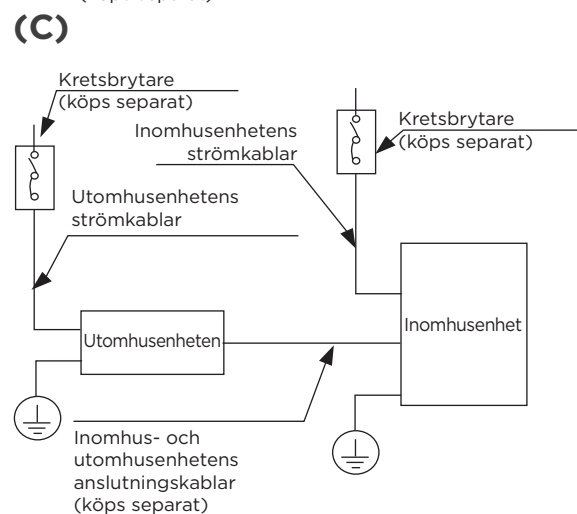 (köps separat)
(C)
Kretsbrytare
(köps separat)
Kretsbrytare
(köps separat)
Inomhusenhetens
strömkablar
Utomhusenhetens
strömkablar
Utomhusenheten
Inomhusenhet
Inomhus- och
utomhusenhetens
anslutningskablar
(köps separat)